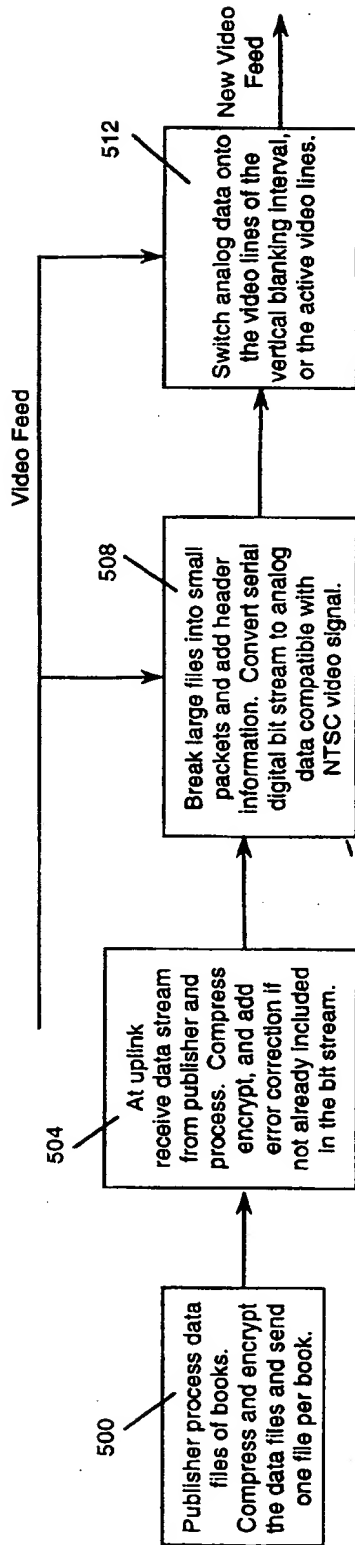 500
Publisher process data
files of books.
Compress and encrypt
the data files and send
one file per book.
504
At uplink
receive data stream
from publisher and
process. Compress
encrypt, and add
error correction if
not already included
in the bit stream.
Video Feed
508
Break large files into small
packets and add header
information. Convert serial
digital bit stream to analog
data compatible with
NTSC video signal.
512
Switch analog data onto
the video lines of the
vertical blanking interval,
or the active video lines.
New Video
Feed